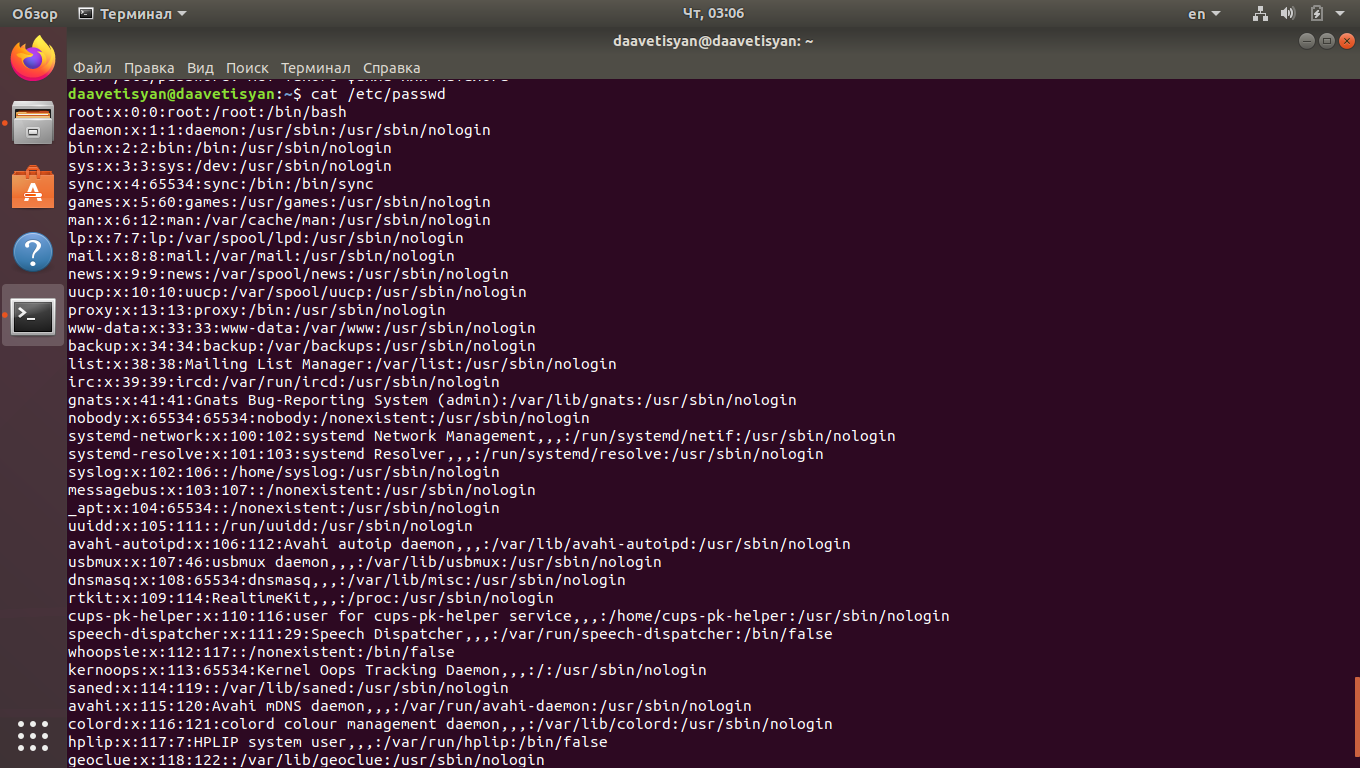 Обзор Терминал Чт, 03:06 en
daavetisyan@daavetisyan: ~
Файл Правка Вид Поиск Терминал Справка
daavetisyan@daavetisyan:~$ cat /etc/passwd
root:x:0:0:root:/root:/bin/bash
daemon:x:1:1:daemon:/usr/sbin:/usr/sbin/nologin
bin:x:2:2:bin:/bin:/usr/sbin/nologin
sys:x:3:3:sys:/dev:/usr/sbin/nologin
sync:x:4:65534:sync:/bin:/bin/sync
games:x:5:60:games:/usr/games:/usr/sbin/nologin
man:x:6:12:man:/var/cache/man:/usr/sbin/nologin
lp:x:7:7:lp:/var/spool/lpd:/usr/sbin/nologin
mail:x:8:8:mail:/var/mail:/usr/sbin/nologin
news:x:9:9:news:/var/spool/news:/usr/sbin/nologin
uucp:x:10:10:uucp:/var/spool/uucp:/usr/sbin/nologin
proxy:x:13:13:proxy:/bin:/usr/sbin/nologin
www-data:x:33:33:www-data:/var/www:/usr/sbin/nologin
backup:x:34:34:backup:/var/backups:/usr/sbin/nologin
list:x:38:38:Mailing List Manager:/var/list:/usr/sbin/nologin
irc:x:39:39:ircd:/var/run/ircd:/usr/sbin/nologin
gnats:x:41:41:Gnats Bug-Reporting System (admin):/var/lib/gnats:/usr/sbin/nologin
nobody:x:65534:65534:nobody:/nonexistent:/usr/sbin/nologin
systemd-network:x:100:102:systemd Network Management,,,:/run/systemd/netif:/usr/sbin/nologin
systemd-resolve:x:101:103:systemd Resolver,,,:/run/systemd/resolve:/usr/sbin/nologin
syslog:x:102:106::/home/syslog:/usr/sbin/nologin
messagebus:x:103:107::/nonexistent:/usr/sbin/nologin
_apt:x:104:65534::/nonexistent:/usr/sbin/nologin
uuidd:x:105:111::/run/uuidd:/usr/sbin/nologin
avahi-autoipd:x:106:112:Avahi autoip daemon,,,:/var/lib/avahi-autoipd:/usr/sbin/nologin
usbmux:x:107:46:usbmux daemon,,,:/var/lib/usbmux:/usr/sbin/nologin
dnsmasq:x:108:65534:dnsmasq,,,:/var/lib/misc:/usr/sbin/nologin
rtkit:x:109:114:RealtimeKit,,,:/proc:/usr/sbin/nologin
cups-pk-helper:x:110:116:user for cups-pk-helper service,,,:/home/cups-pk-helper:/usr/sbin/nologin
speech-dispatcher:x:111:29:Speech Dispatcher,,,:/var/run/speech-dispatcher:/bin/false
whoopsie:x:112:117::/nonexistent:/bin/false
kernoops:x:113:65534:Kernel Oops Tracking Daemon,,,:/:/usr/sbin/nologin
saned:x:114:119::/var/lib/saned:/usr/sbin/nologin
avahi:x:115:120:Avahi mDNS daemon,,,:/var/run/avahi-daemon:/usr/sbin/nologin
colord:x:116:121:colord colour management daemon,,,:/var/lib/colord:/usr/sbin/nologin
hplip:x:117:7:HPLIP system user,,,:/var/run/hplip:/bin/false
geoclue:x:118:122::/var/lib/geoclue:/usr/sbin/nologin